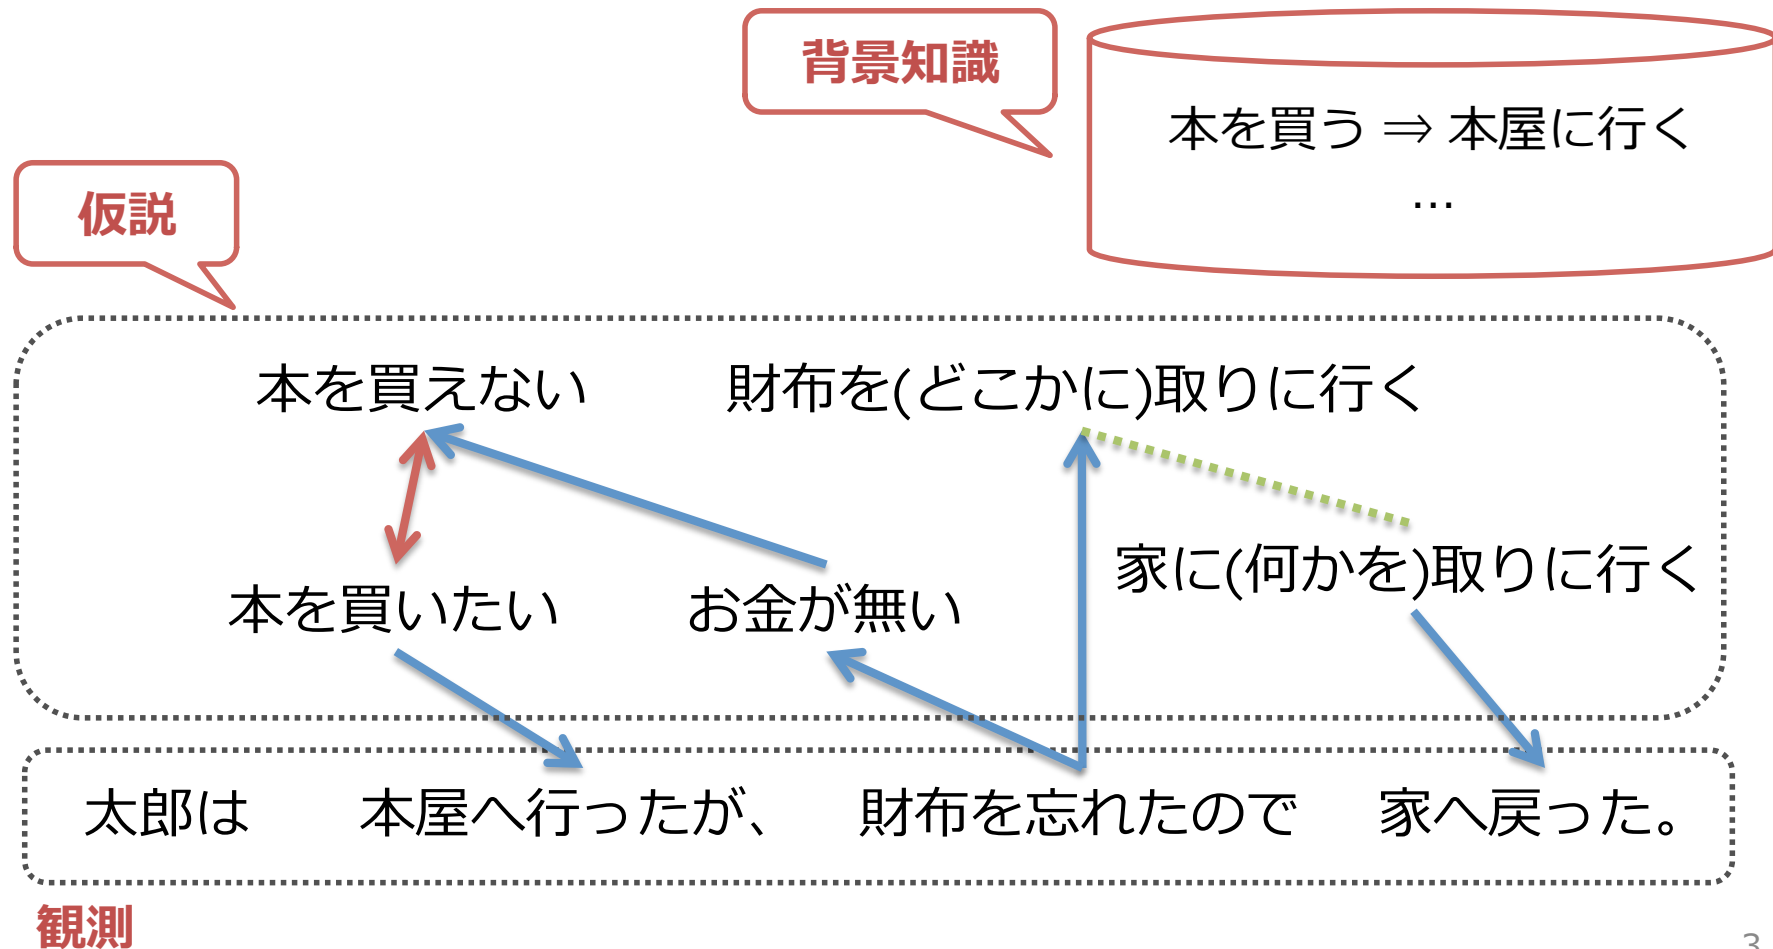 背景知識
本を買う ⇒ 本屋に行く
…
仮説
本を買えない
財布を(どこかに)取りに行く
家に(何かを)取りに行く
本を買いたい
お金が無い
太郎は 本屋へ行ったが、 財布を忘れたので 家へ戻った。
観測
3